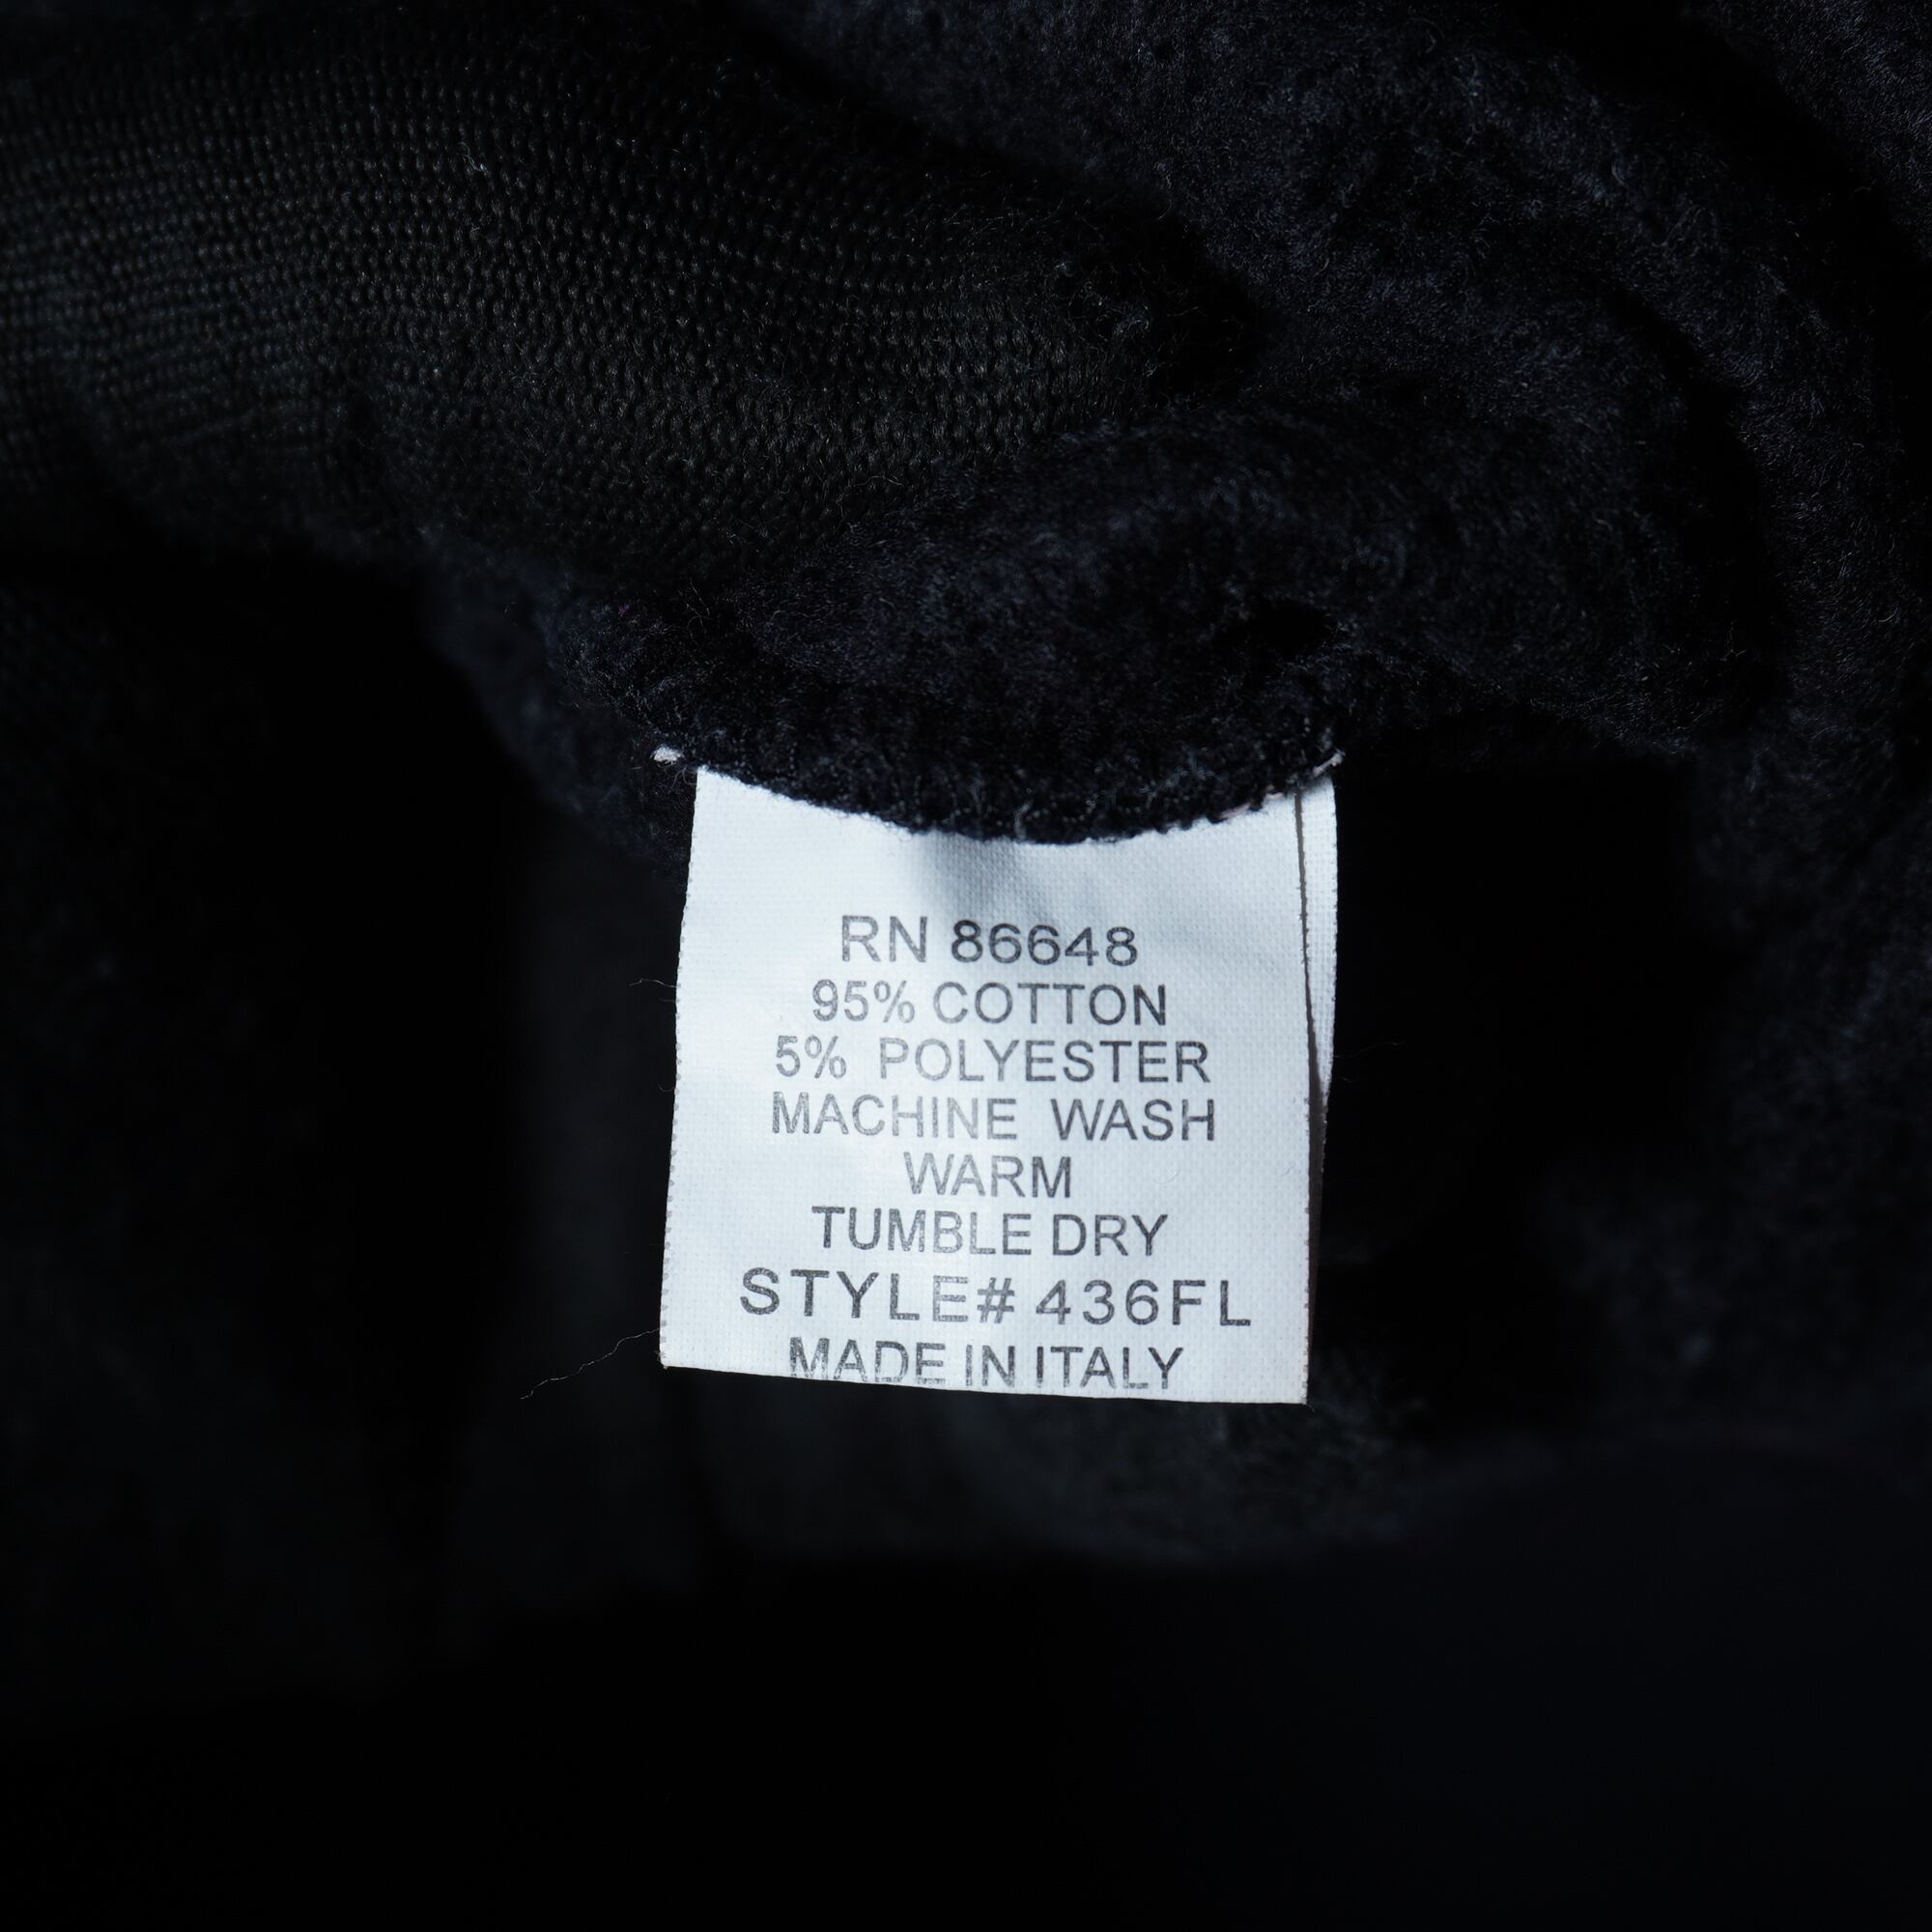 RN 86648
95% COTTON
5% POLYESTER
MACHINE WASH
WARM
TUMBLE DRY
STYLE# 436FL
MADE IN ITALY